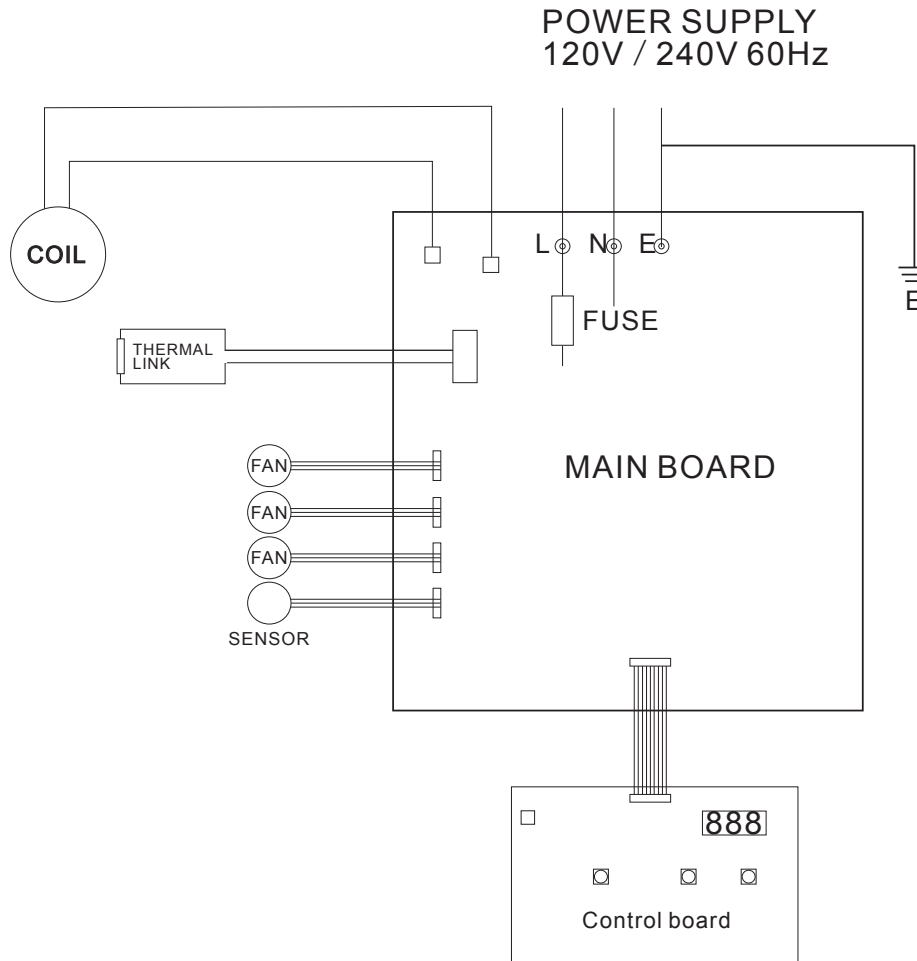 POWER SUPPLY
120V / 240V 60Hz
COIL
L N E
E
FUSE
THERMAL
LINK
FAN
MAIN BOARD
FAN
FAN
SENSOR
888
Control board